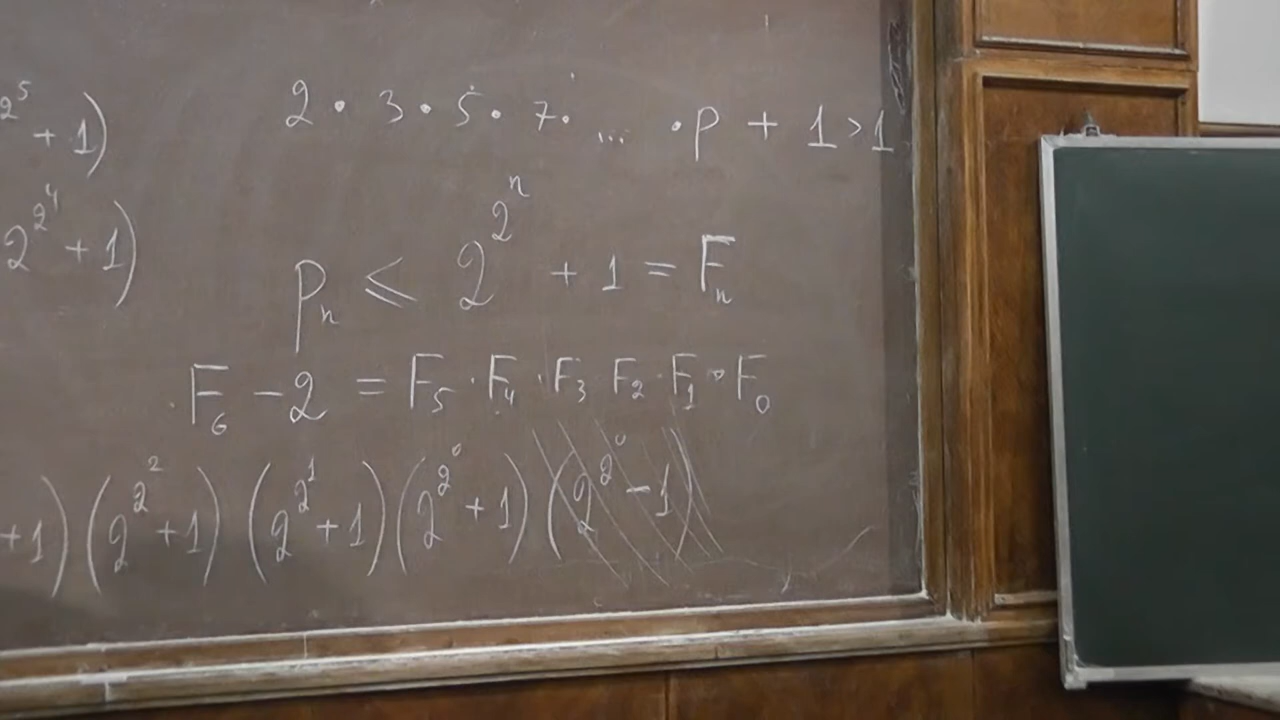 2^5 + 1)
2 · 3 · 5 · 7 · ... · p + 1 > 1
2^{2^4} + 1)
p_n ⩽ 2^{2^n} + 1 = F_n
F_6 − 2 = F_5 · F_4 · F_3 F_2 · F_1 · F_0
+1) (2^{2^2} + 1) (2^{2^1} + 1) (2^{2^0} + 1) (2^{2^0} − 1)